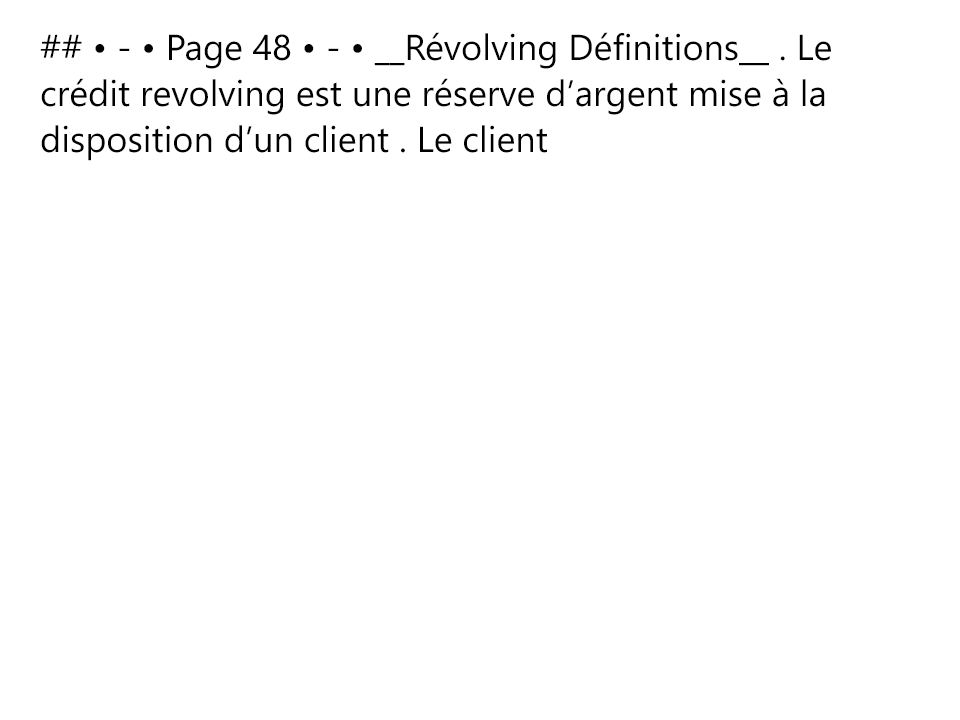 ## • - • Page 48 • - • __Révolving Définitions__ . Le
crédit revolving est une réserve d’argent mise à la
disposition d’un client . Le client